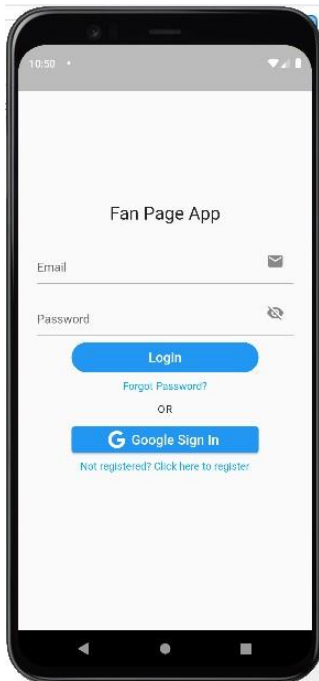 10:50
Fan Page App
Email
Password
Login
Forgot Password?
OR
G Google Sign In
Not registered? Click here to register